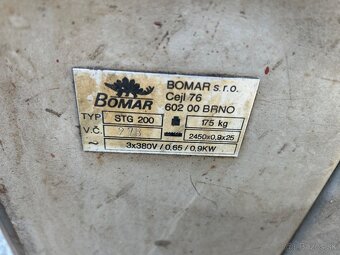 BOMAR
BOMAR s.r.o.
Cejl 76
602 00 BRNO
TYP STG 200 175 kg
V.Č. 278 2450x0,9x25
~ 3x380V / 0,65 / 0,9KW